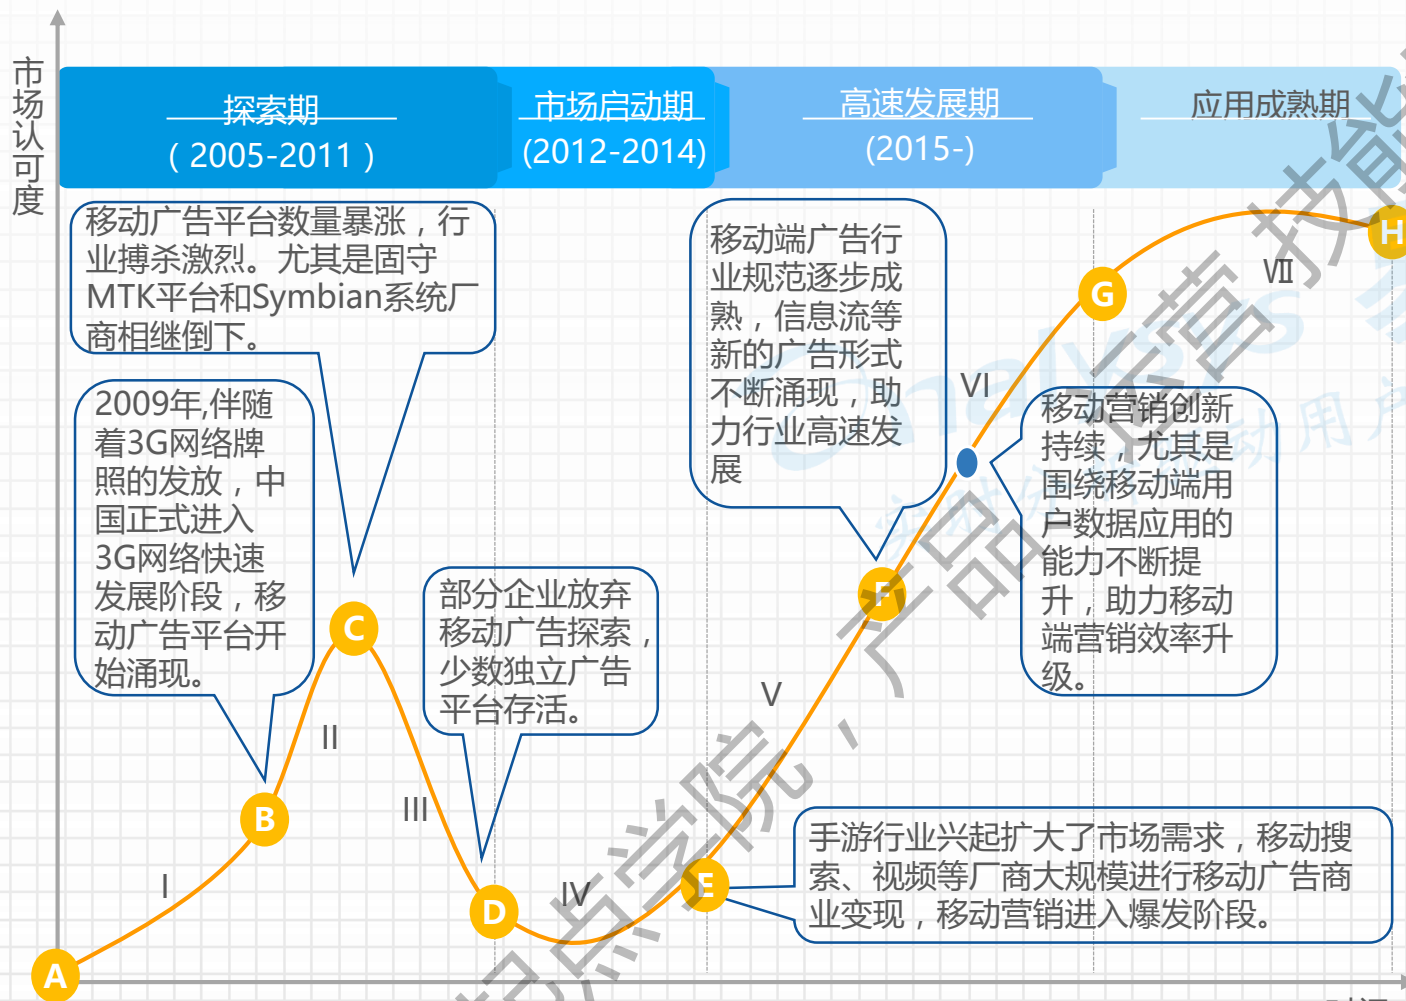 市场认可度
探索期
（2005-2011）
市场启动期
(2012-2014)
高速发展期
(2015-)
应用成熟期
移动广告平台数量暴涨，行
业搏杀激烈。尤其是固守
MTK平台和Symbian系统厂
商相继倒下。
2009年,伴随
着3G网络牌
照的发放，中
国正式进入
3G网络快速
发展阶段，移
动广告平台开
始涌现。
部分企业放弃
移动广告探索，
少数独立广告
平台存活。
移动端广告行
业规范逐步成
熟，信息流等
新的广告形式
不断涌现，助
力行业高速发
展
移动营销创新
持续，尤其是
围绕移动端用
户数据应用的
能力不断提
升，助力移动
端营销效率升
级。
手游行业兴起扩大了市场需求，移动搜
索、视频等厂商大规模进行移动广告商
业变现，移动营销进入爆发阶段。
A
I
B
II
C
III
D
IV
E
V
F
VI
G
VII
H
起点学院，产品 运营 技能
analysys